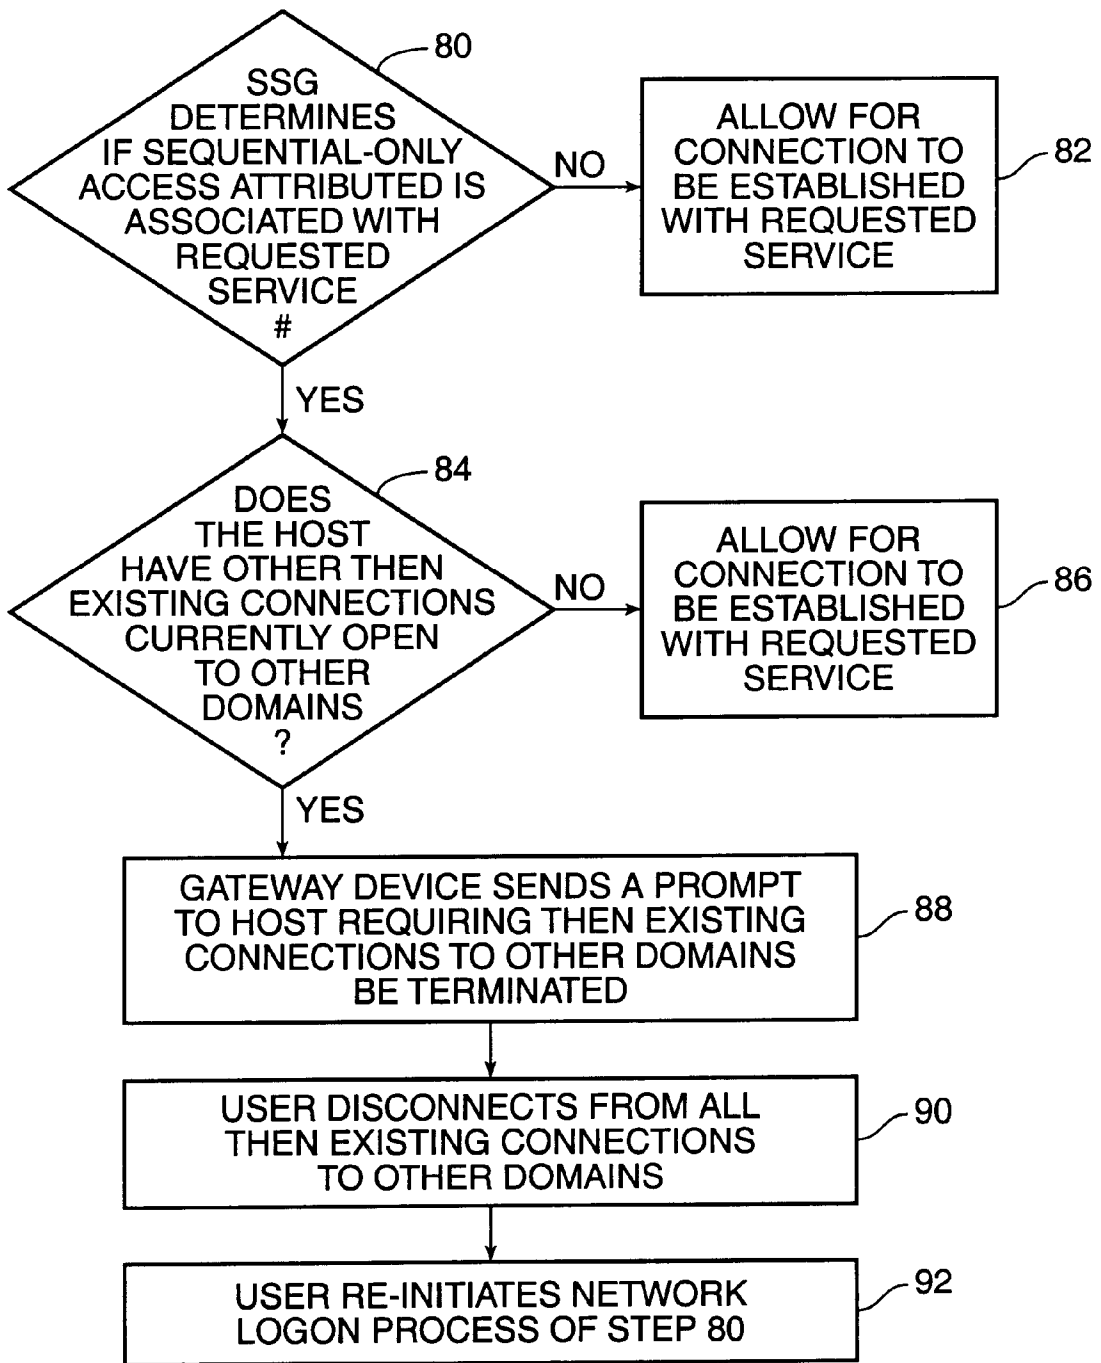 80
SSG
DETERMINES
IF SEQUENTIAL-ONLY
ACCESS ATTRIBUTED IS
ASSOCIATED WITH
REQUESTED
SERVICE
#
NO
ALLOW FOR
CONNECTION TO
BE ESTABLISHED
WITH REQUESTED
SERVICE
82
YES
84
DOES
THE HOST
HAVE OTHER THEN
EXISTING CONNECTIONS
CURRENTLY OPEN
TO OTHER
DOMAINS
?
NO
ALLOW FOR
CONNECTION TO
BE ESTABLISHED
WITH REQUESTED
SERVICE
86
YES
GATEWAY DEVICE SENDS A PROMPT
TO HOST REQUIRING THEN EXISTING
CONNECTIONS TO OTHER DOMAINS
BE TERMINATED
88
USER DISCONNECTS FROM ALL
THEN EXISTING CONNECTIONS
TO OTHER DOMAINS
90
USER RE-INITIATES NETWORK
LOGON PROCESS OF STEP 80
92